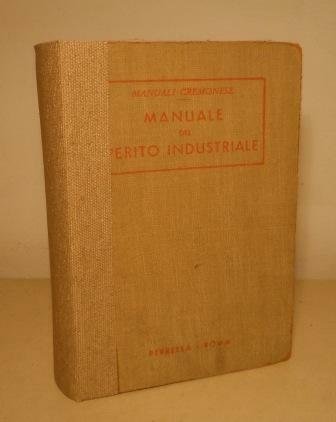 MANUALI CREMONESE
MANUALE
DEL
PERITO INDUSTRIALE
PERRELLA - ROMA